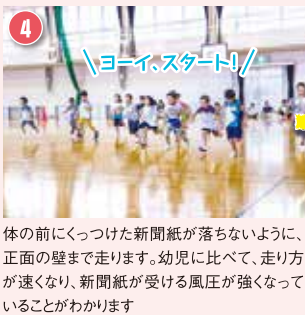 4
ヨーイ、スタート!
体の前にくっつけた新聞紙が落ちないように、
正面の壁まで走ります。幼児に比べて、走り方
が速くなり、新聞紙が受ける風圧が強くなって
いることがわかります